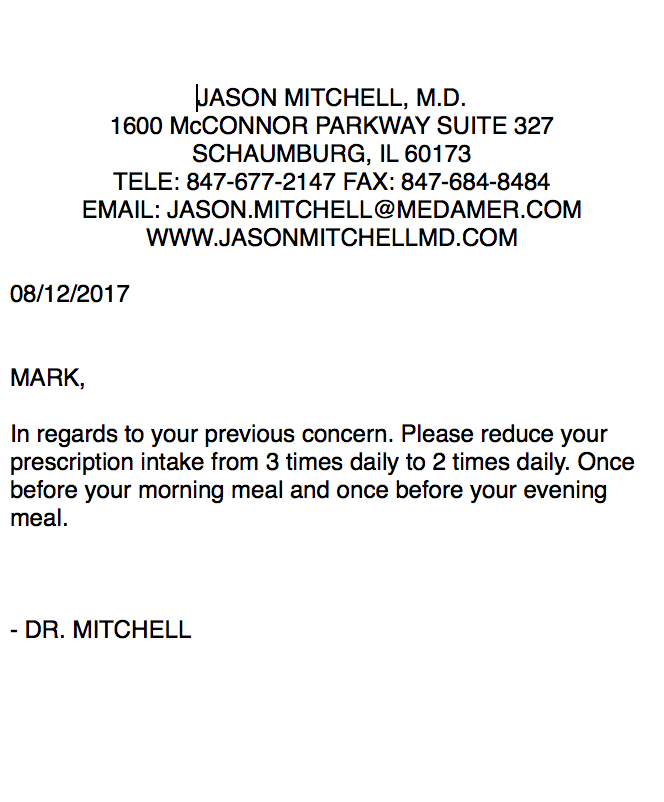 JASON MITCHELL, M.D.
1600 McCONNOR PARKWAY SUITE 327
SCHAUMBURG, IL 60173
TELE: 847-677-2147 FAX: 847-684-8484
EMAIL: JASON.MITCHELL@MEDAMER.COM
WWW.JASONMITCHELLMD.COM
08/12/2017
MARK,
In regards to your previous concern. Please reduce your
prescription intake from 3 times daily to 2 times daily. Once
before your morning meal and once before your evening
meal.
- DR. MITCHELL